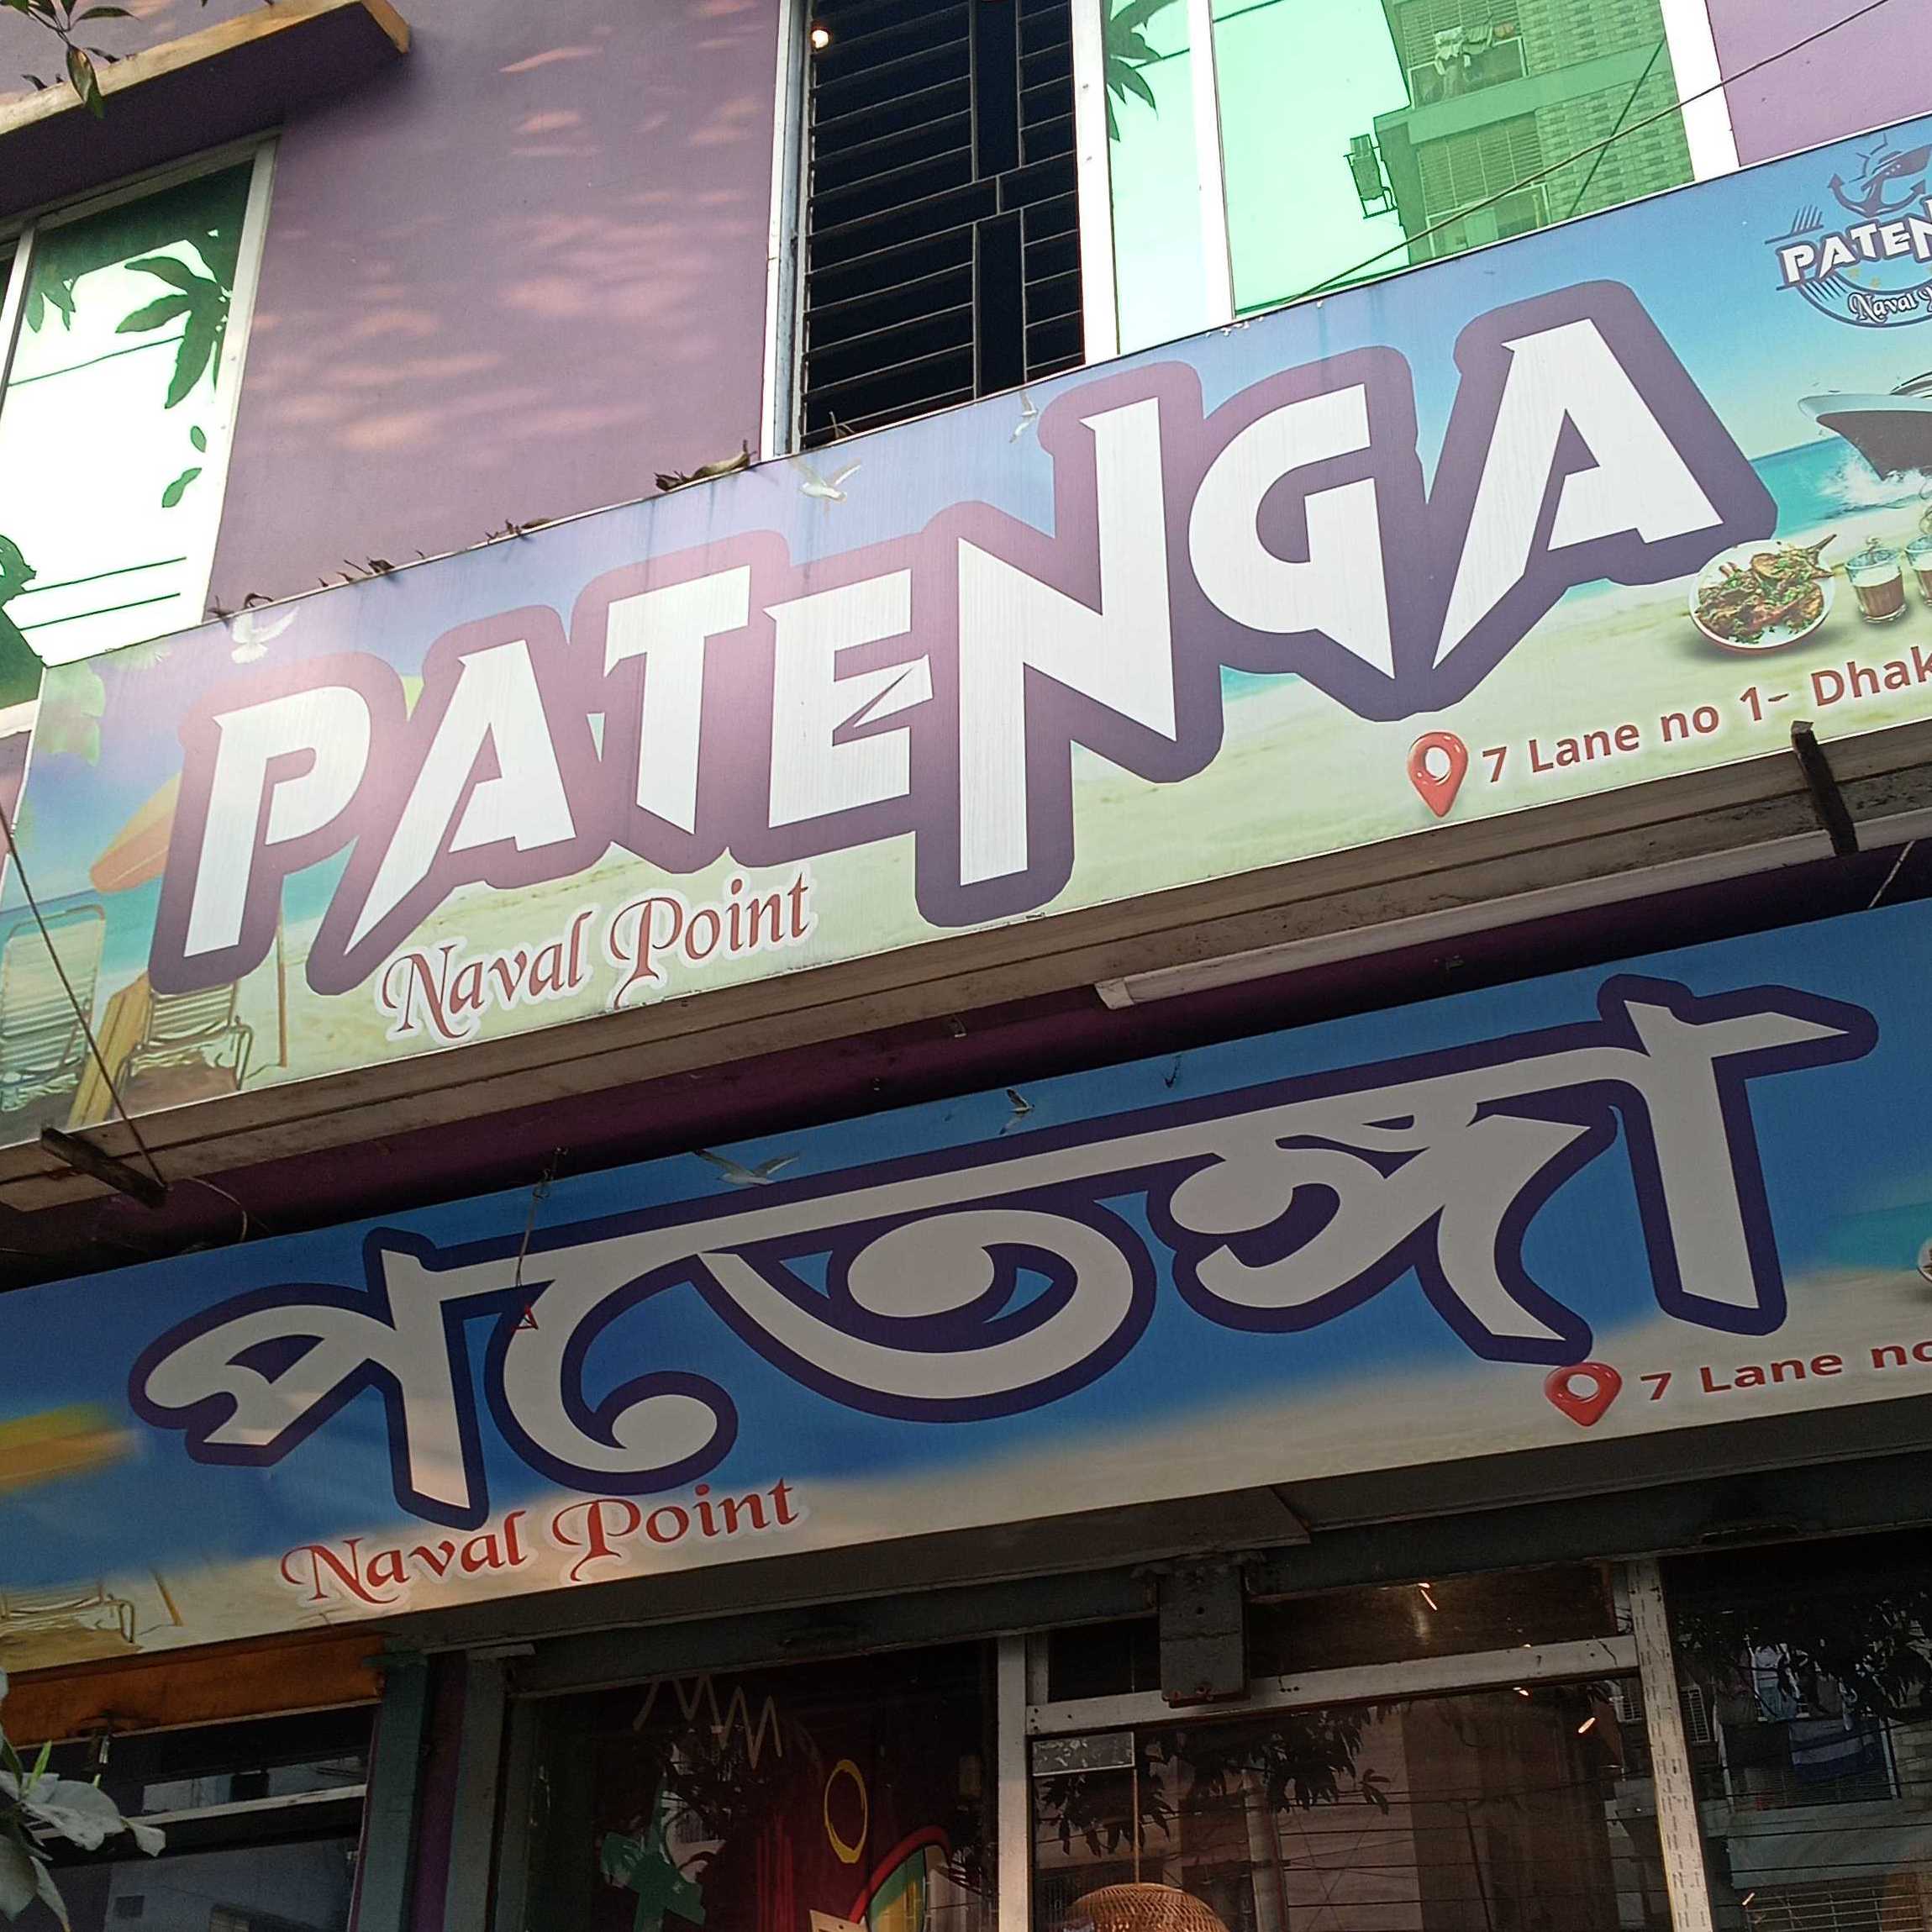 PATENGA
Naval Point
7 Lane no 1- Dhak
পতেঙ্গা
7 Lane no
Naval Point